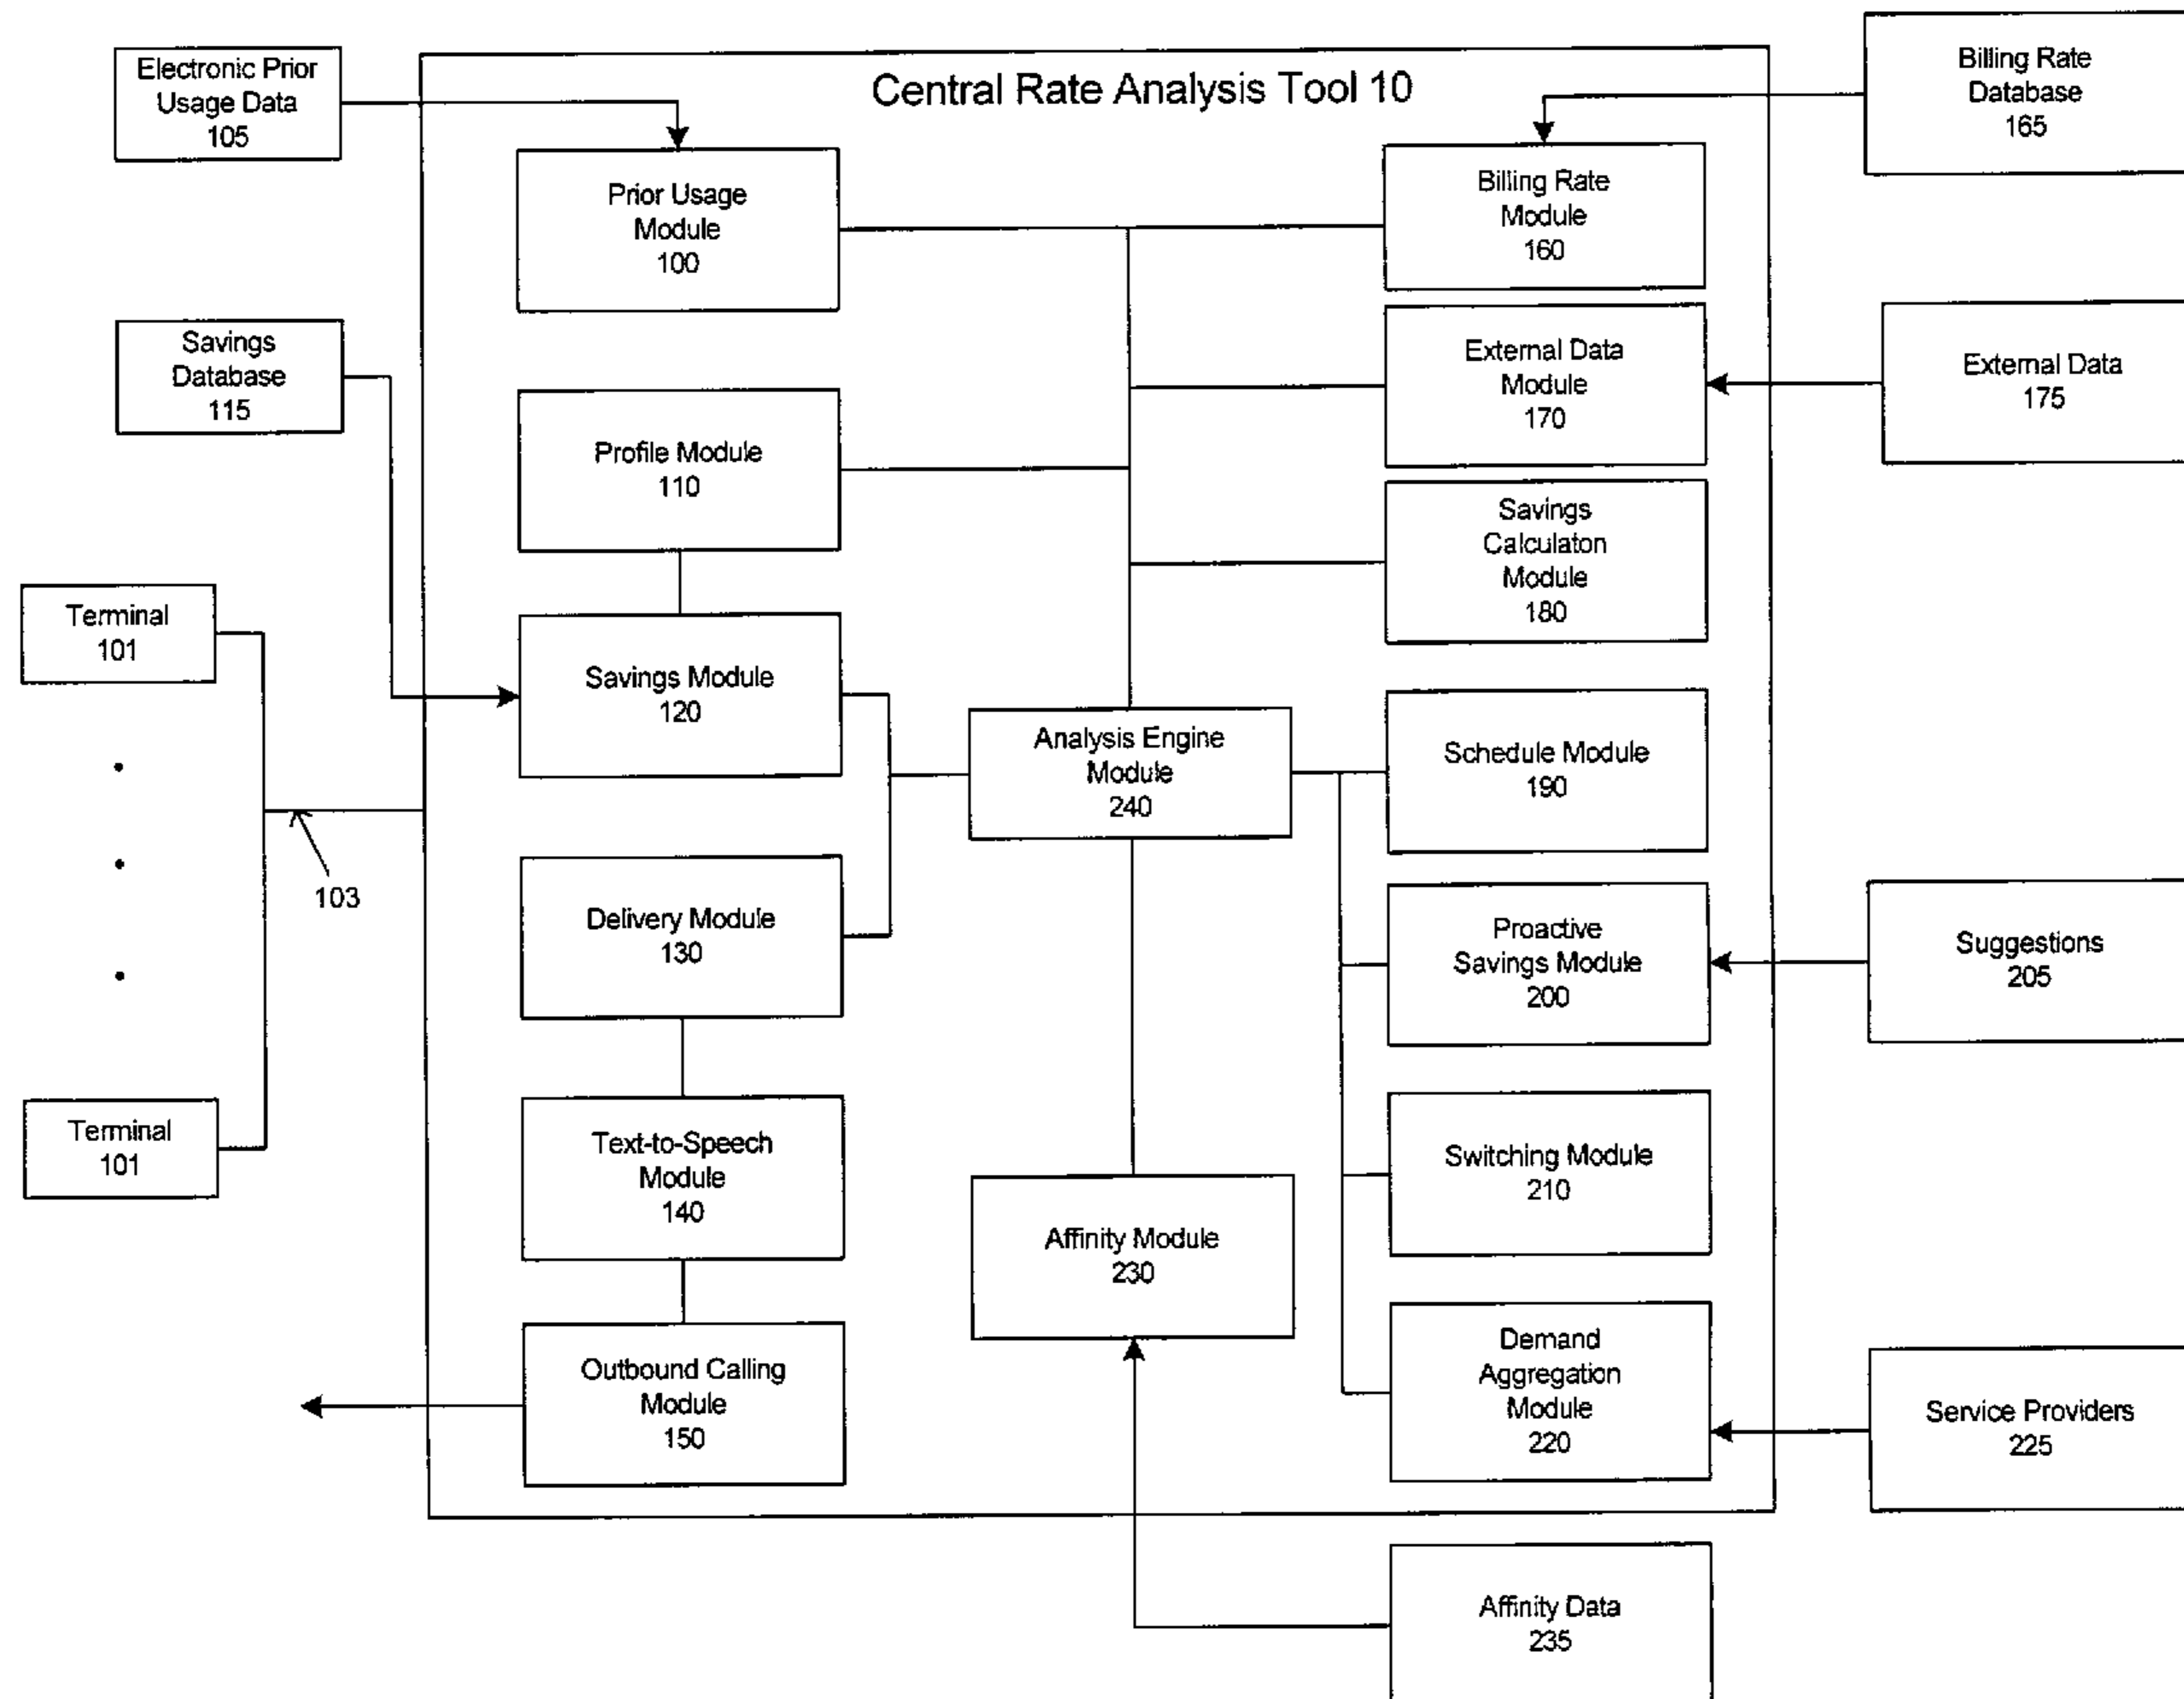 Central Rate Analysis Tool 10
Electronic Prior
Usage Data
105
Billing Rate
Database
165
Prior Usage
Module
100
Billing Rate
Module
160
Savings
Database
115
External Data
Module
170
External Data
175
Profile Module
110
Savings
Calculaton
Module
180
Terminal
101
Savings Module
120
Analysis Engine
Module
240
Schedule Module
190
103
Delivery Module
130
Proactive
Savings Module
200
Suggestions
205
Terminal
101
Text-to-Speech
Module
140
Affinity Module
230
Switching Module
210
Outbound Calling
Module
150
Demand
Aggregation
Module
220
Service Providers
225
Affinity Data
235